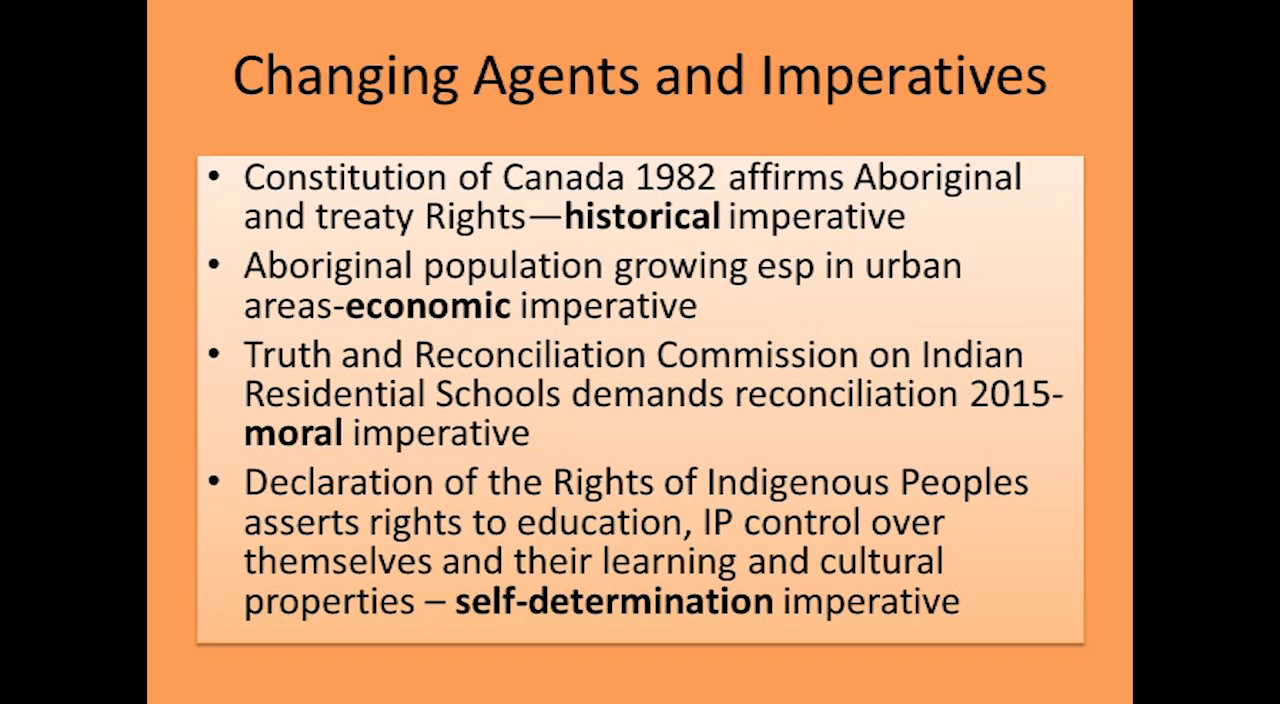 Changing Agents and Imperatives
• Constitution of Canada 1982 affirms Aboriginal
and treaty Rights—historical imperative
• Aboriginal population growing esp in urban
areas-economic imperative
• Truth and Reconciliation Commission on Indian
Residential Schools demands reconciliation 2015-
moral imperative
• Declaration of the Rights of Indigenous Peoples
asserts rights to education, IP control over
themselves and their learning and cultural
properties – self-determination imperative